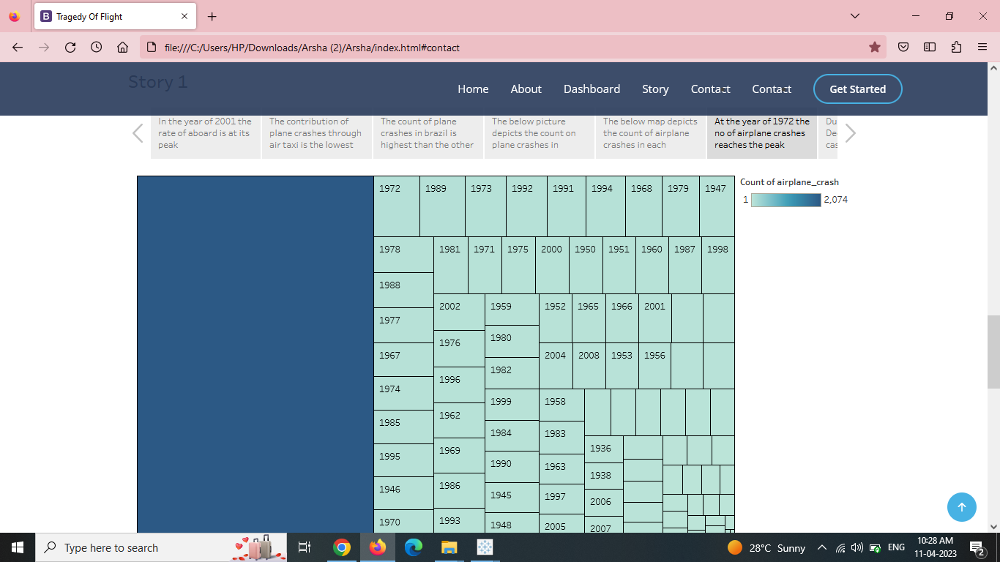 Tragedy Of Flight
file:///C:/Users/HP/Downloads/Arsha (2)/Arsha/index.html#contact
Story 1
Home About Dashboard Story Contact Contact Get Started
In the year of 2001 the
rate of aboard is at its
peak
The contribution of
plane crashes through
air taxi is the lowest
The count of plane
crashes in brazil is
highest than the other
The below picture
depicts the count on
plane crashes in
The below map depicts
the count of airplane
crashes in each
At the year of 1972 the
no of airplane crashes
reaches the peak
Du
De
cas
Count of airplane_crash
1 2,074
1972 1989 1973 1992 1991 1994 1968 1979 1947
1978 1981 1971 1975 2000 1950 1951 1960 1987 1998
1988
2002 1959 1952 1965 1966 2001
1977
1980
1976
1967 2004 2008 1953 1956
1982
1996
1974
1999 1958
1962
1985
1984 1983
1936
1969
1995
1990 1963
1938
1986
1946
1945 1997
2006
1993
1970
1948 2005 2007
Type here to search
28°C Sunny
ENG
10:28 AM
11-04-2023
2